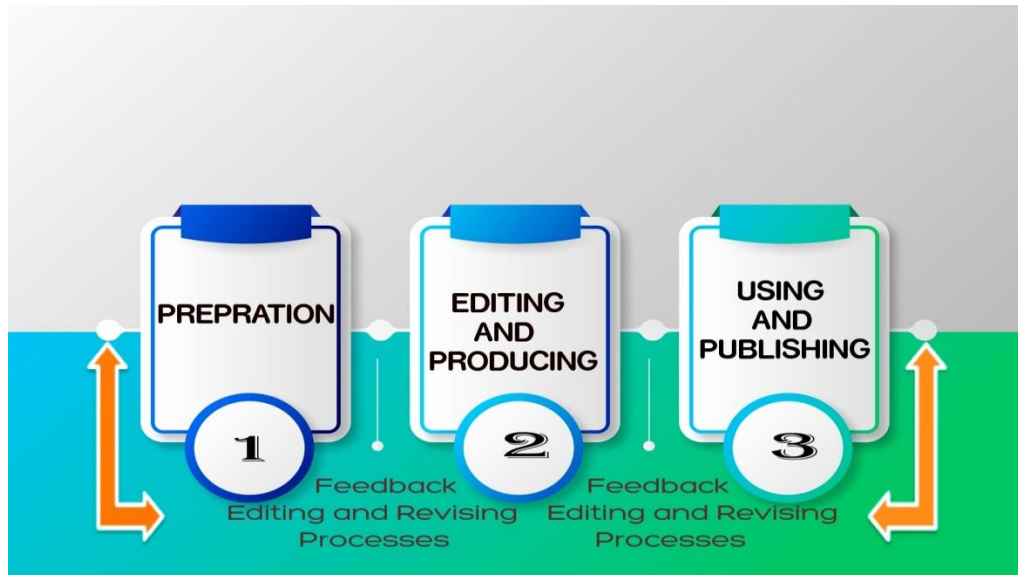 PREPRATION
EDITING
AND
PRODUCING
USING
AND
PUBLISHING
1
2
3
Feedback
Editing and Revising
Processes
Feedback
Editing and Revising
Processes